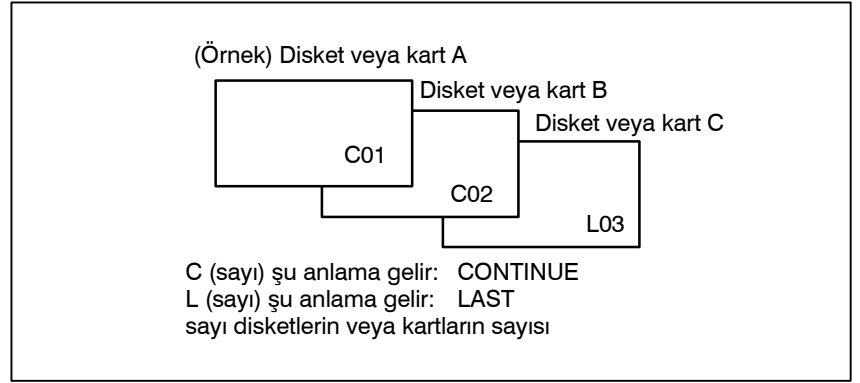 (Örnek) Disket veya kart A
Disket veya kart B
Disket veya kart C
C01
C02
L03
C (sayı) şu anlama gelir: CONTINUE
L (sayı) şu anlama gelir: LAST
sayı disketlerin veya kartların sayısı